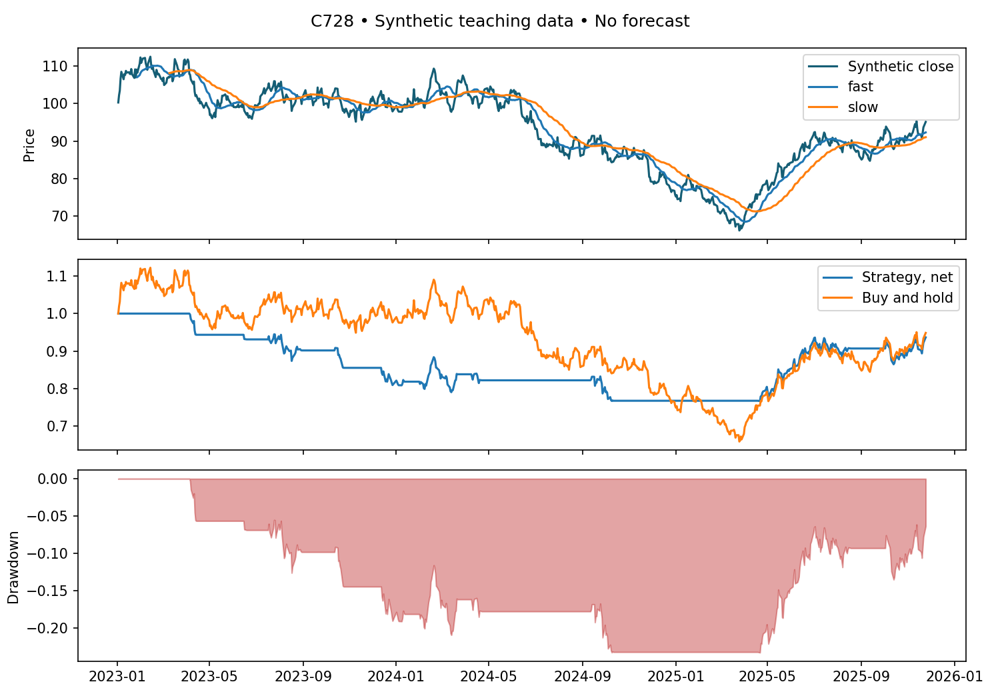 C728 • Synthetic teaching data • No forecast
Price
110
100
90
80
70
Synthetic close
fast
slow
1.1
1.0
0.9
0.8
0.7
Strategy, net
Buy and hold
Drawdown
0.00
−0.05
−0.10
−0.15
−0.20
2023-01 2023-05 2023-09 2024-01 2024-05 2024-09 2025-01 2025-05 2025-09 2026-01